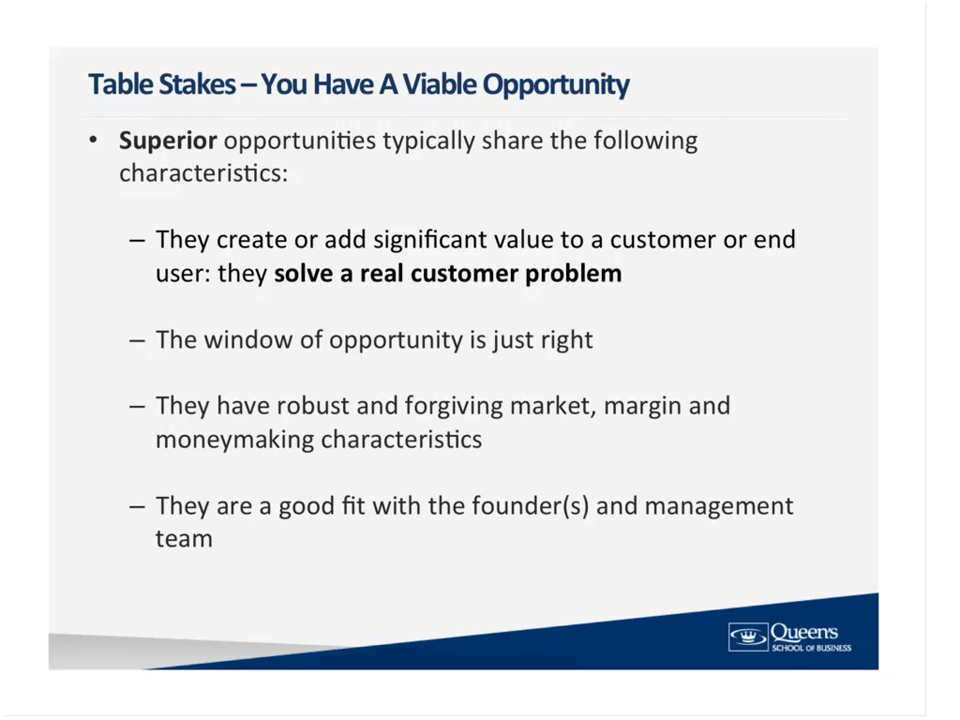 Table Stakes – You Have A Viable Opportunity
• Superior opportunities typically share the following
characteristics:
– They create or add significant value to a customer or end
user: they solve a real customer problem
– The window of opportunity is just right
– They have robust and forgiving market, margin and
moneymaking characteristics
– They are a good fit with the founder(s) and management
team
Queen's
SCHOOL OF BUSINESS